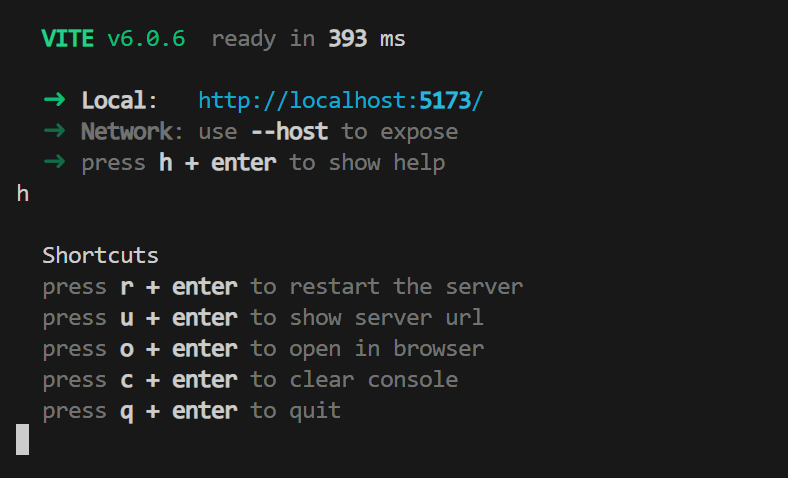 VITE v6.0.6  ready in 393 ms
➜ Local:   http://localhost:5173/
➜ Network: use --host to expose
➜ press h + enter to show help
h
Shortcuts
press r + enter to restart the server
press u + enter to show server url
press o + enter to open in browser
press c + enter to clear console
press q + enter to quit